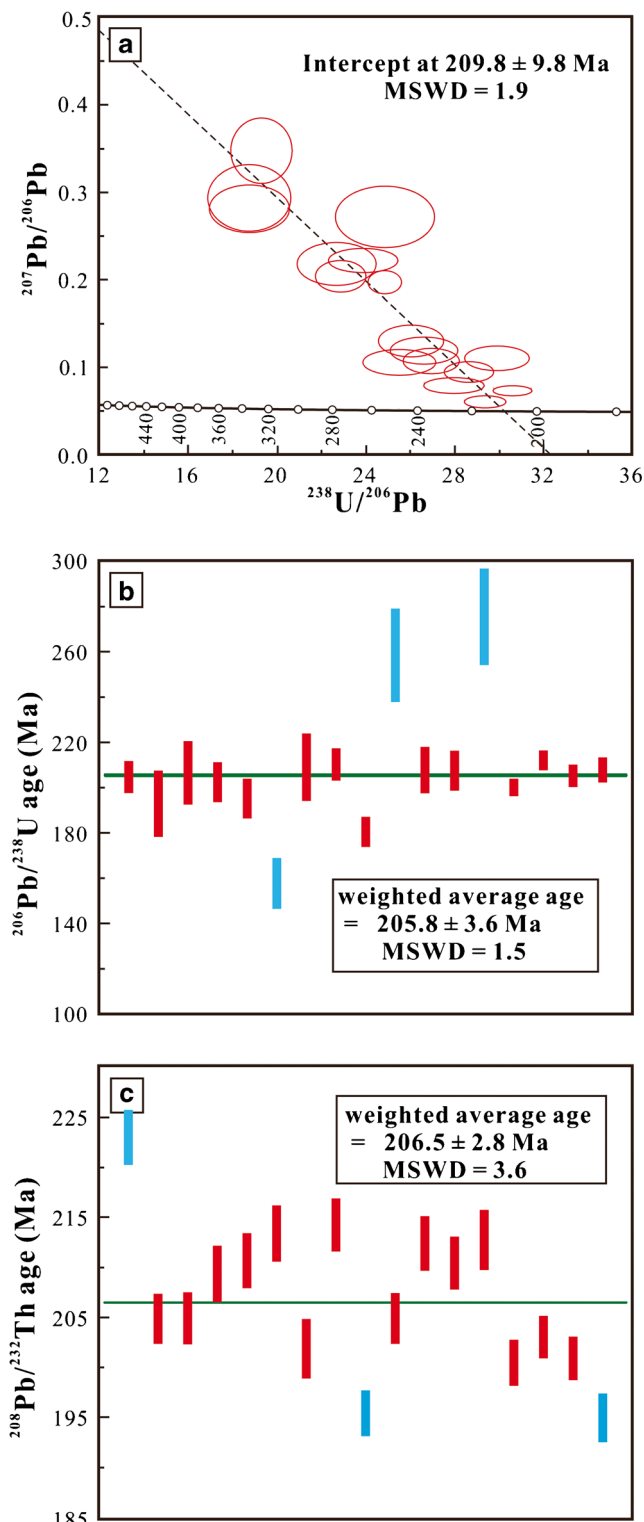 a
Intercept at 209.8 ± 9.8 Ma
MSWD = 1.9
0.5
0.4
0.3
0.2
0.1
0.0
²⁰⁷Pb/²⁰⁶Pb
440
400
360
320
280
240
200
12
16
20
24
28
32
36
²³⁸U/²⁰⁶Pb
b
300
260
220
180
140
100
²⁰⁶Pb/²³⁸U age (Ma)
weighted average age
= 205.8 ± 3.6 Ma
MSWD = 1.5
c
225
215
205
195
185
²⁰⁸Pb/²³²Th age (Ma)
weighted average age
= 206.5 ± 2.8 Ma
MSWD = 3.6